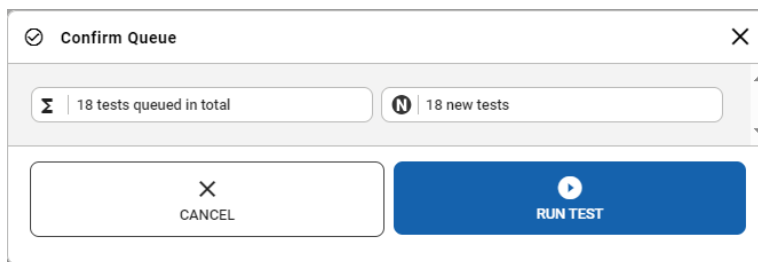 Confirm Queue
Σ 18 tests queued in total
N 18 new tests
CANCEL
RUN TEST